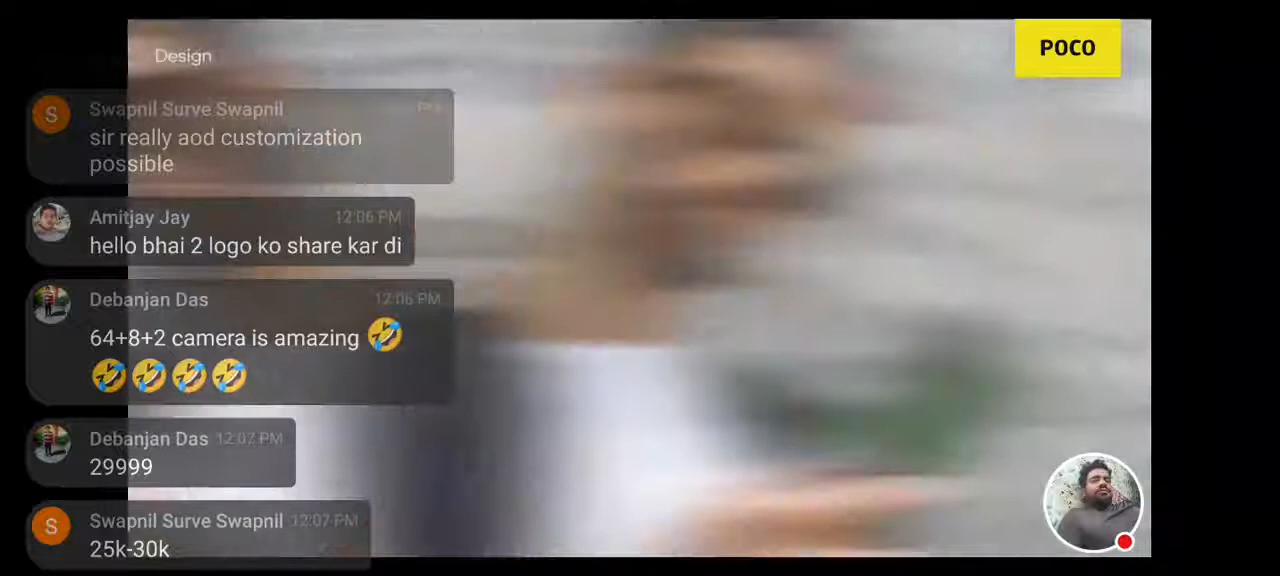 Design
POCO
Swapnil Surve Swapnil
sir really aod customization
possible
Amitjay Jay 12:06 PM
hello bhai 2 logo ko share kar di
Debanjan Das 12:06 PM
64+8+2 camera is amazing 🤣
🤣🤣🤣🤣
Debanjan Das 12:07 PM
29999
S
Swapnil Surve Swapnil 12:07 PM
25k-30k